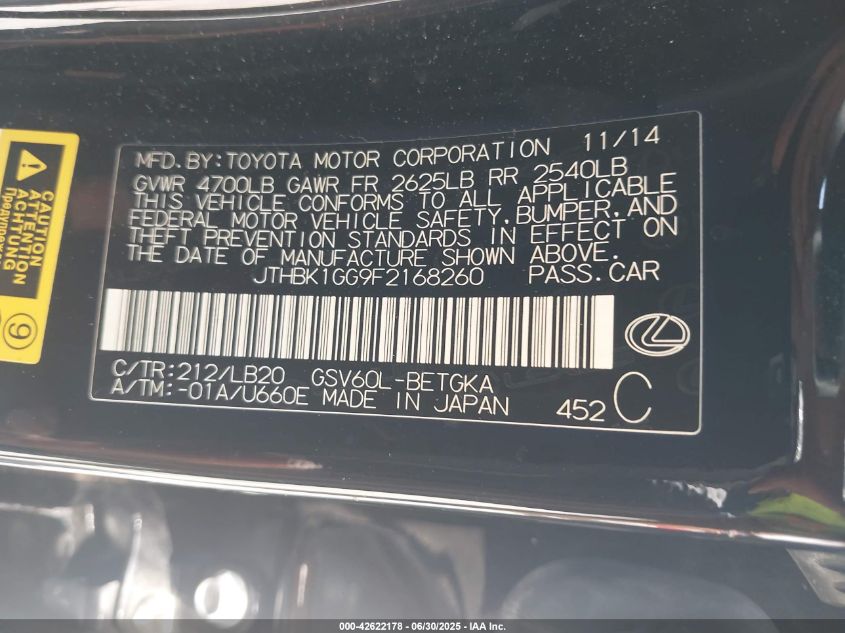 CAUTION
ATTENTION
ACHTUNG
9
MFD. BY: TOYOTA MOTOR CORPORATION 11/14
GVWR 4700LB GAWR FR 2625LB RR 2540LB
THIS VEHICLE CONFORMS TO ALL APPLICABLE
FEDERAL MOTOR VEHICLE SAFETY, BUMPER, AND
THEFT PREVENTION STANDARDS IN EFFECT ON
THE DATE OF MANUFACTURE SHOWN ABOVE.
JTHBK1GG9F2168260 PASS. CAR
C/TR: 212/LB20 GSV60L-BETGKA
A/TM: -01A/U660E MADE IN JAPAN 452 C
000-42622178 - 06/30/2025 - IAA Inc.